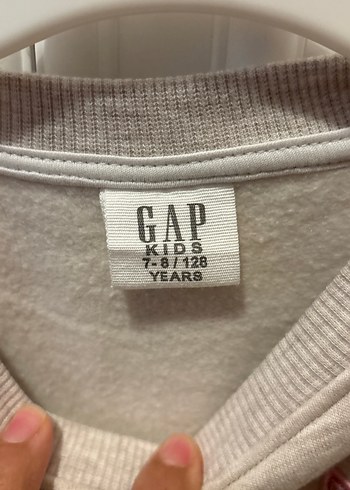 GAP
KIDS
7-8/128
YEARS